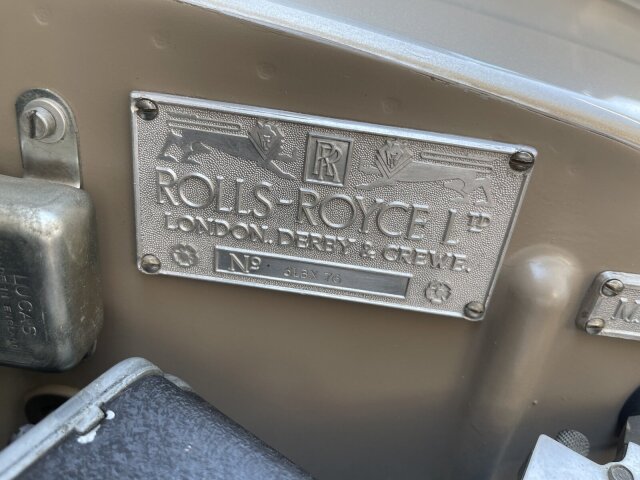 RR
ROLLS-ROYCE LTD
LONDON, DERBY & CREWE.
Nº
LUCAS
M